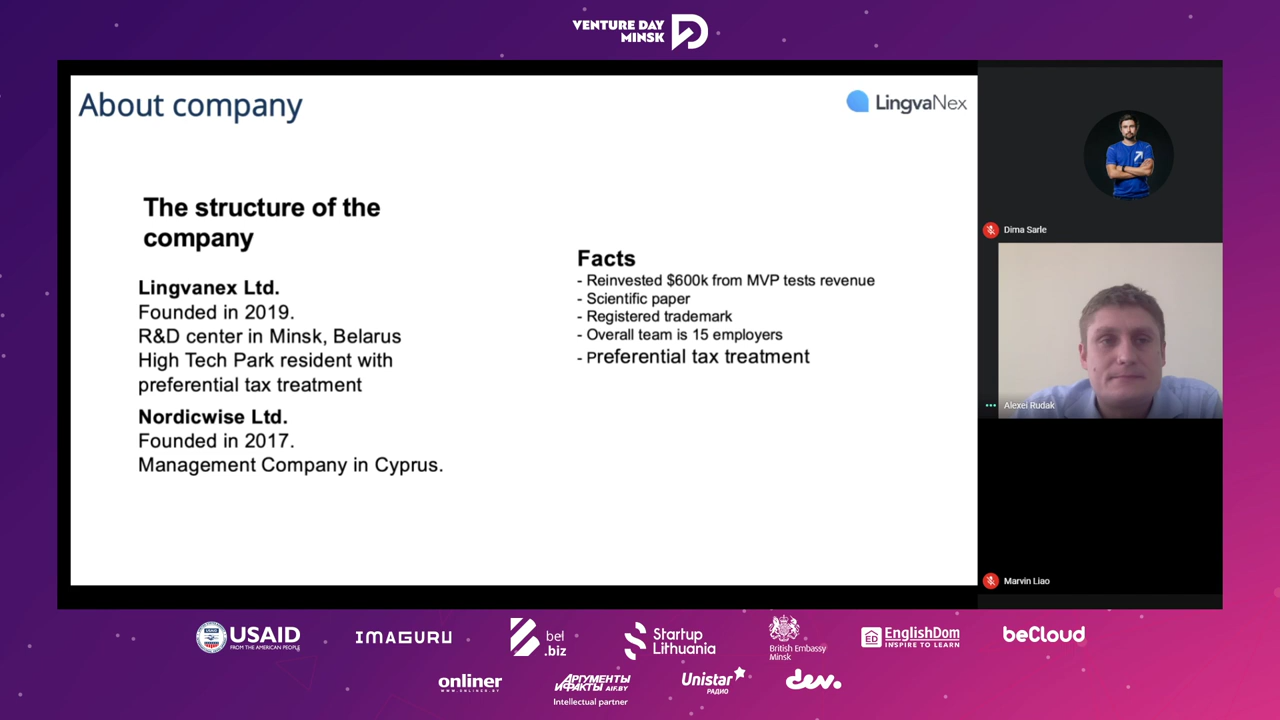 VENTURE DAY
MINSK
About company
LingvaNex
The structure of the
company
Lingvanex Ltd.
Founded in 2019.
R&D center in Minsk, Belarus
High Tech Park resident with
preferential tax treatment
Nordicwise Ltd.
Founded in 2017.
Management Company in Cyprus.
Facts
- Reinvested $600k from MVP tests revenue
- Scientific paper
- Registered trademark
- Overall team is 15 employers
- Preferential tax treatment
Dima Sarle
Alexei Rudak
Marvin Liao
USAID
FROM THE AMERICAN PEOPLE
IMAGURU
bel
.biz
Startup
Lithuania
British Embassy
Minsk
ED
EnglishDom
INSPIRE TO LEARN
beCloud
onliner
WWW.ONLINER.BY
АРГУМЕНТЫ
И ФАКТЫ AIF.BY
Intellectual partner
Unistar
РАДИО
dev.